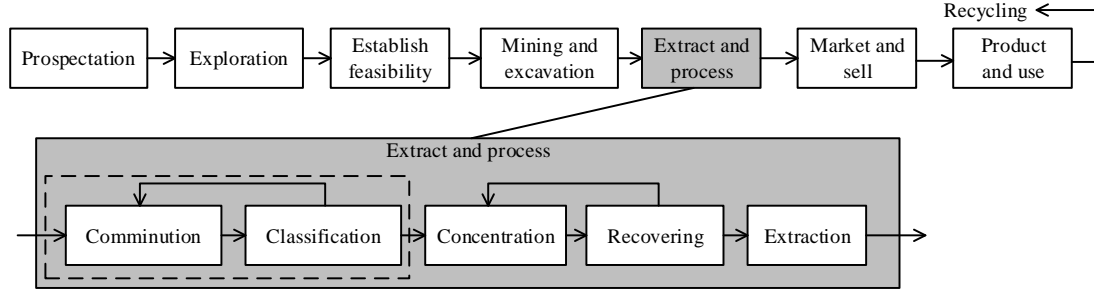 Recycling
Prospectation
Exploration
Establish
feasibility
Mining and
excavation
Extract and
process
Market and
sell
Product
and use
Extract and process
Comminution
Classification
Concentration
Recovering
Extraction